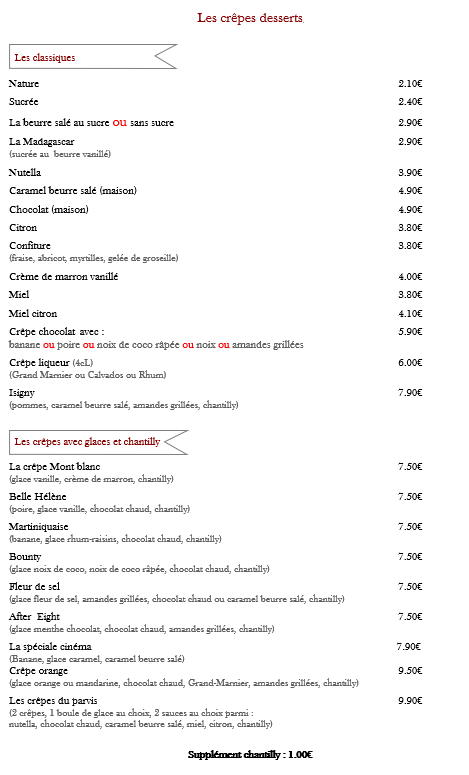 Les crêpes desserts
Les classiques
Nature 2.10€
Sucrée 2.40€
La beurre salé au sucre ou sans sucre 2.90€
La Madagascar 2.90€
(sucrée au beurre vanillé)
Nutella 3.90€
Caramel beurre salé (maison) 4.90€
Chocolat (maison) 4.90€
Citron 3.80€
Confiture 3.80€
(fraise, abricot, myrtilles, gelée de groseille)
Crème de marron vanillé 4.00€
Miel 3.80€
Miel citron 4.10€
Crêpe chocolat avec : 5.90€
banane ou poire ou noix de coco râpée ou noix ou amandes grillées
Crêpe liqueur (4cL) 6.00€
(Grand Marnier ou Calvados ou Rhum)
Isigny 7.90€
(pommes, caramel beurre salé, amandes grillées, chantilly)
Les crêpes avec glaces et chantilly
La crêpe Mont blanc 7.50€
(glace vanille, crème de marron, chantilly)
Belle Hélène 7.50€
(poire, glace vanille, chocolat chaud, chantilly)
Martiniquaise 7.50€
(banane, glace rhum-raisins, chocolat chaud, chantilly)
Bounty 7.50€
(glace noix de coco, noix de coco râpée, chocolat chaud, chantilly)
Fleur de sel 7.50€
(glace fleur de sel, amandes grillées, chocolat chaud ou caramel beurre salé, chantilly)
After Eight 7.50€
(glace menthe chocolat, chocolat chaud, amandes grillées, chantilly)
La spéciale cinéma 7.90€
(Banane, glace caramel, caramel beurre salé)
Crêpe orange 9.50€
(glace orange ou mandarine, chocolat chaud, Grand-Marnier, amandes grillées, chantilly)
Les crêpes du parvis 9.90€
(2 crêpes, 1 boule de glace au choix, 2 sauces au choix parmi :
nutella, chocolat chaud, caramel beurre salé, miel, citron, chantilly)
Supplément chantilly : 1.00€